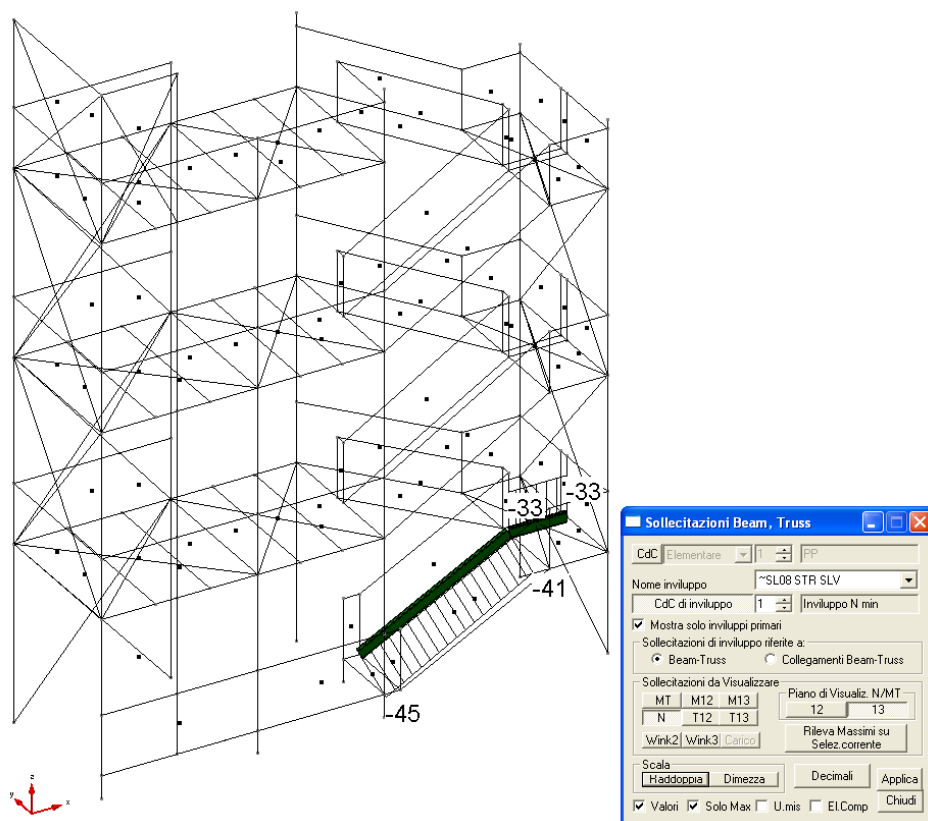 -33
-33
-41
-45
z
y
x
Sollecitazioni Beam, Truss
CdC Elementare 1 PP
Nome inviluppo ~SL08 STR SLV
CdC di inviluppo 1 Inviluppo N min
Mostra solo inviluppi primari
Sollecitazioni di inviluppo riferite a:
Beam-Truss Collegamenti Beam-Truss
Sollecitazioni da Visualizzare
MT M12 M13
N T12 T13
Wink2 Wink3 Carico
Piano di Visualiz. N/MT
12 13
Rileva Massimi su
Selez.corrente
Scala
Haddoppia Dimezza
Decimali
Applica
Chiudi
Valori Solo Max U.mis El.Comp